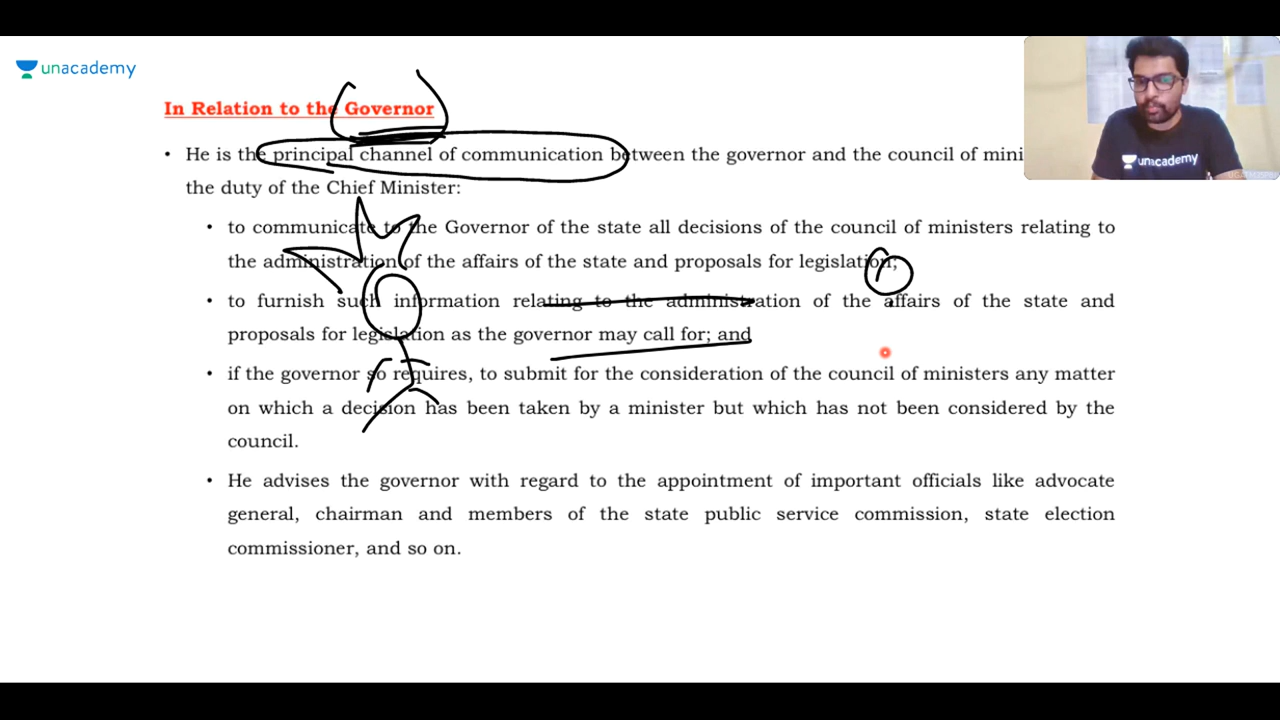 unacademy
In Relation to the Governor
• He is the principal channel of communication between the governor and the council of mini
the duty of the Chief Minister:
• to communicate to the Governor of the state all decisions of the council of ministers relating to
the administration of the affairs of the state and proposals for legislation;
• to furnish such information relating to the administration of the affairs of the state and
proposals for legislation as the governor may call for; and
• if the governor so requires, to submit for the consideration of the council of ministers any matter
on which a decision has been taken by a minister but which has not been considered by the
council.
• He advises the governor with regard to the appointment of important officials like advocate
general, chairman and members of the state public service commission, state election
commissioner, and so on.
unacademy